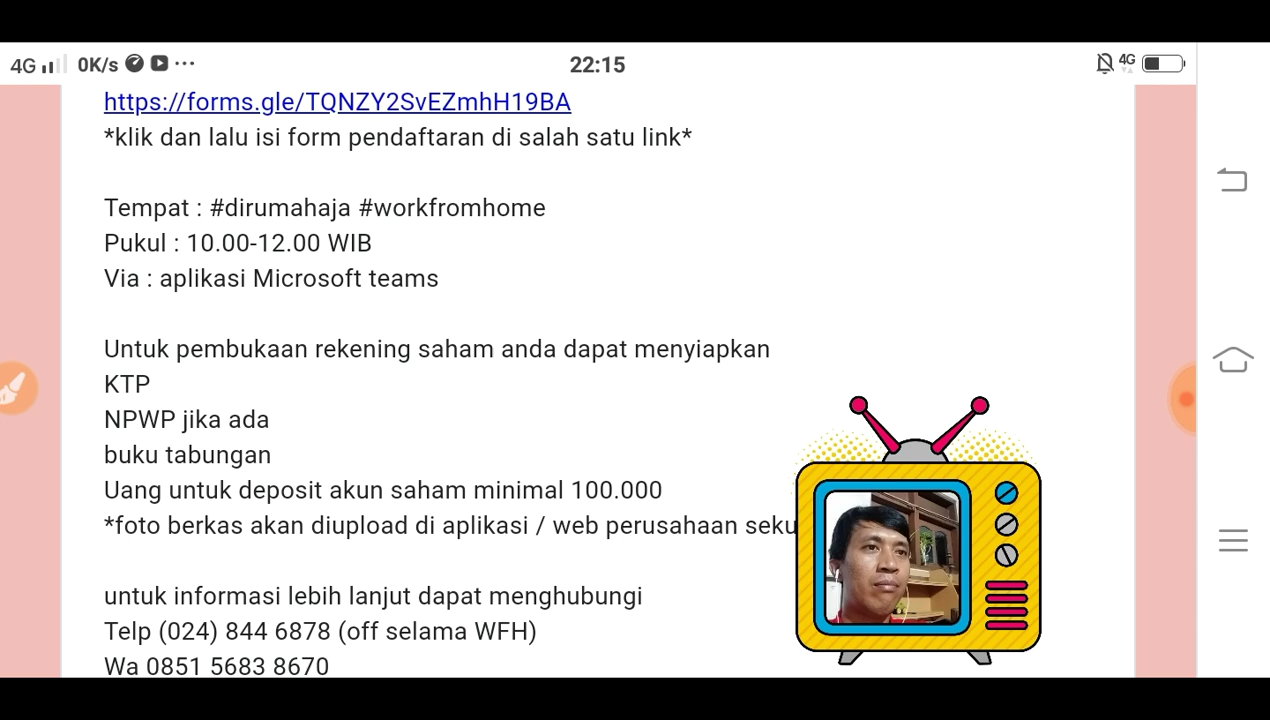 4G 0K/s 22:15 4G
https://forms.gle/TQNZY2SvEZmhH19BA
*klik dan lalu isi form pendaftaran di salah satu link*
Tempat : #dirumahaja #workfromhome
Pukul : 10.00-12.00 WIB
Via : aplikasi Microsoft teams
Untuk pembukaan rekening saham anda dapat menyiapkan
KTP
NPWP jika ada
buku tabungan
Uang untuk deposit akun saham minimal 100.000
*foto berkas akan diupload di aplikasi / web perusahaan seku
untuk informasi lebih lanjut dapat menghubungi
Telp (024) 844 6878 (off selama WFH)
Wa 0851 5683 8670